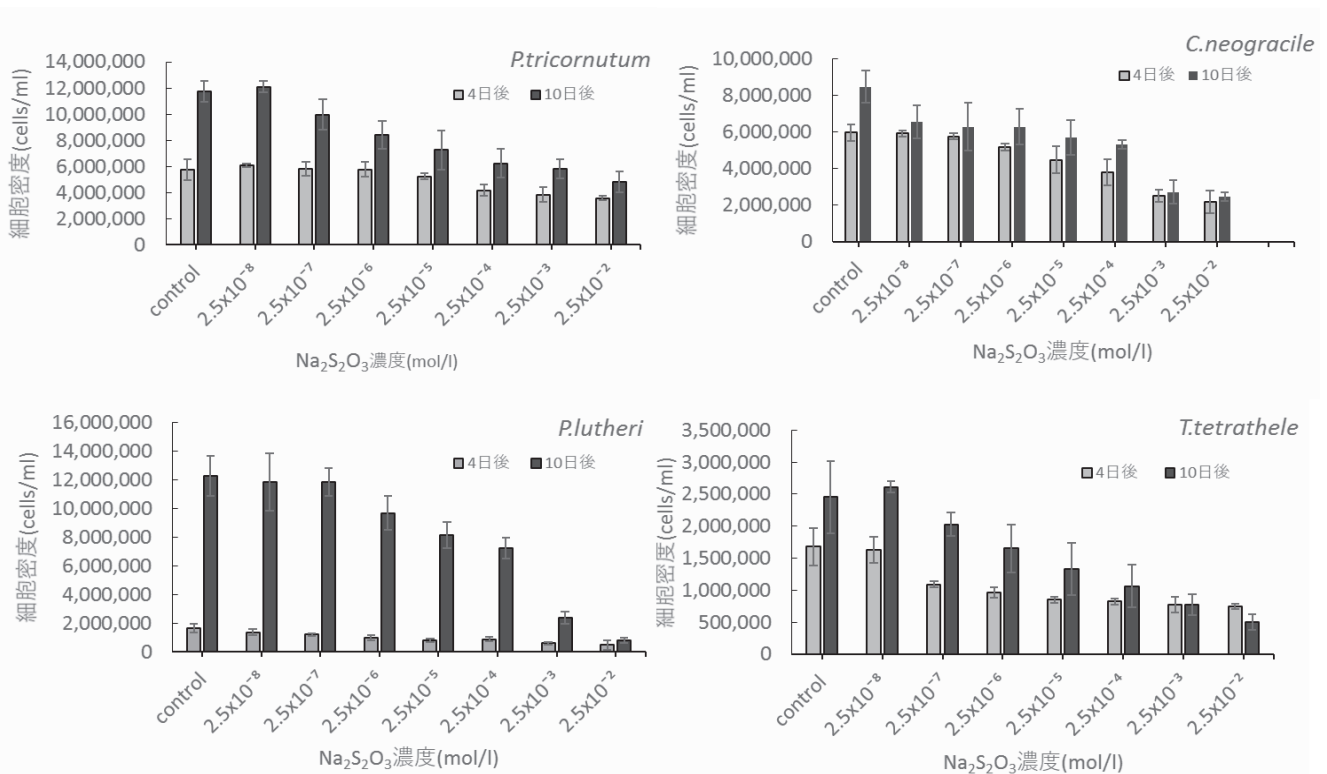 P.tricornutum
4日後 10日後
細胞密度(cells/ml)
14,000,000
12,000,000
10,000,000
8,000,000
6,000,000
4,000,000
2,000,000
0
control 2.5x10⁻⁸ 2.5x10⁻⁷ 2.5x10⁻⁶ 2.5x10⁻⁵ 2.5x10⁻⁴ 2.5x10⁻³ 2.5x10⁻²
Na₂S₂O₃濃度(mol/l)
C.neogracile
4日後 10日後
細胞密度(cells/ml)
10,000,000
8,000,000
6,000,000
4,000,000
2,000,000
0
control 2.5x10⁻⁸ 2.5x10⁻⁷ 2.5x10⁻⁶ 2.5x10⁻⁵ 2.5x10⁻⁴ 2.5x10⁻³ 2.5x10⁻²
Na₂S₂O₃濃度(mol/l)
P.lutheri
4日後 10日後
細胞密度(cells/ml)
16,000,000
14,000,000
12,000,000
10,000,000
8,000,000
6,000,000
4,000,000
2,000,000
0
control 2.5x10⁻⁸ 2.5x10⁻⁷ 2.5x10⁻⁶ 2.5x10⁻⁵ 2.5x10⁻⁴ 2.5x10⁻³ 2.5x10⁻²
Na₂S₂O₃濃度(mol/l)
T.tetrathele
4日後 10日後
細胞密度(cells/ml)
3,500,000
3,000,000
2,500,000
2,000,000
1,500,000
1,000,000
500,000
0
control 2.5x10⁻⁸ 2.5x10⁻⁷ 2.5x10⁻⁶ 2.5x10⁻⁵ 2.5x10⁻⁴ 2.5x10⁻³ 2.5x10⁻²
Na₂S₂O₃濃度(mol/l)